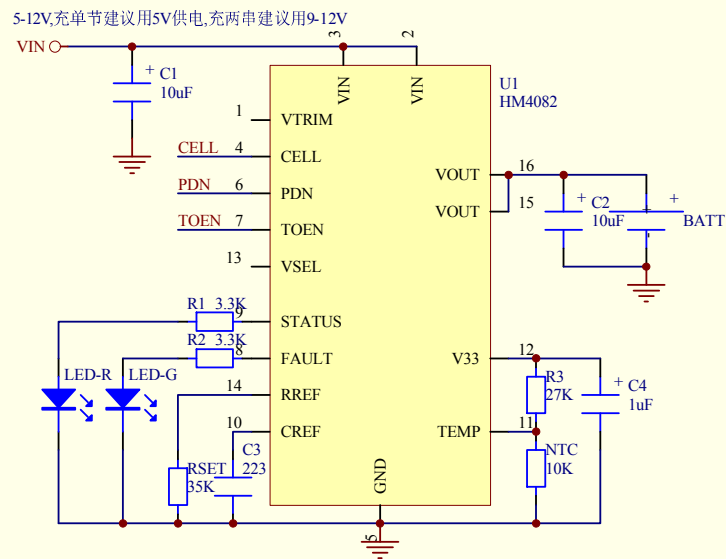 5-12V,充单节建议用5V供电,充两串建议用9-12V
VIN
3
2
+ C1
10uF
VIN
VIN
U1
HM4082
1
VTRIM
CELL
4
CELL
PDN
6
PDN
TOEN
7
TOEN
13
VSEL
VOUT
16
VOUT
15
+ C2
10uF
+
+
-
BATT
R1 3.3K
9
STATUS
R2 3.3K
8
FAULT
LED-R
LED-G
14
RREF
10
CREF
RSET
35K
C3
223
V33
12
R3
27K
+ C4
1uF
TEMP
11
NTC
10K
GND
5